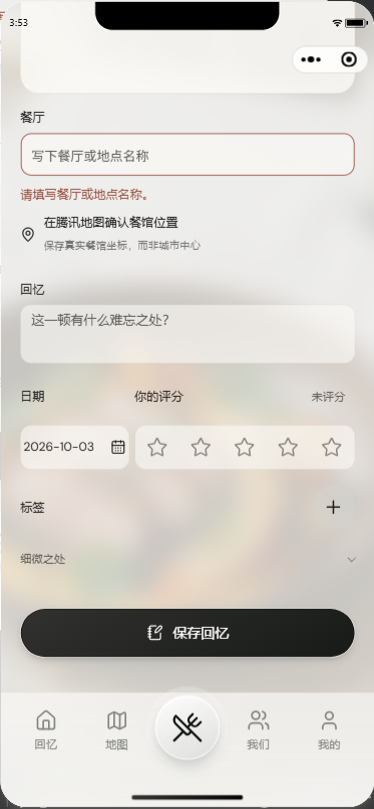 3:53
餐厅
写下餐厅或地点名称
请填写餐厅或地点名称。
在腾讯地图确认餐馆位置
保存真实餐馆坐标，而非城市中心
回忆
这一顿有什么难忘之处？
日期 你的评分 未评分
2026-10-03
标签
细微之处
保存回忆
回忆 地图 我们 我的